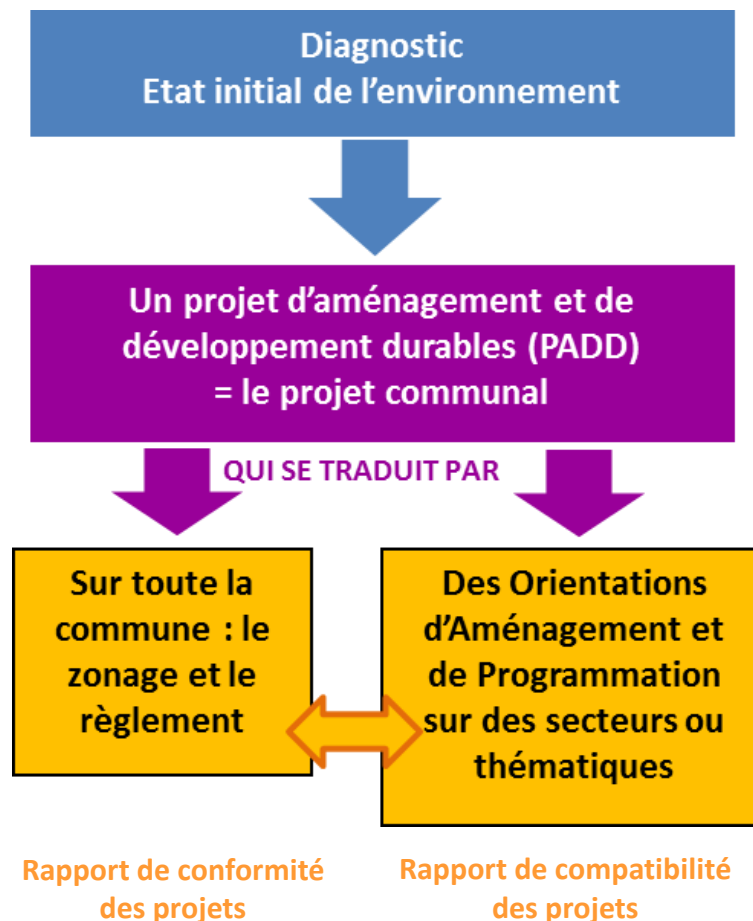 Diagnostic
Etat initial de l'environnement
Un projet d'aménagement et de
développement durables (PADD)
= le projet communal
QUI SE TRADUIT PAR
Sur toute la
commune : le
zonage et le
règlement
Des Orientations
d'Aménagement et
de Programmation
sur des secteurs ou
thématiques
Rapport de conformité
des projets
Rapport de compatibilité
des projets